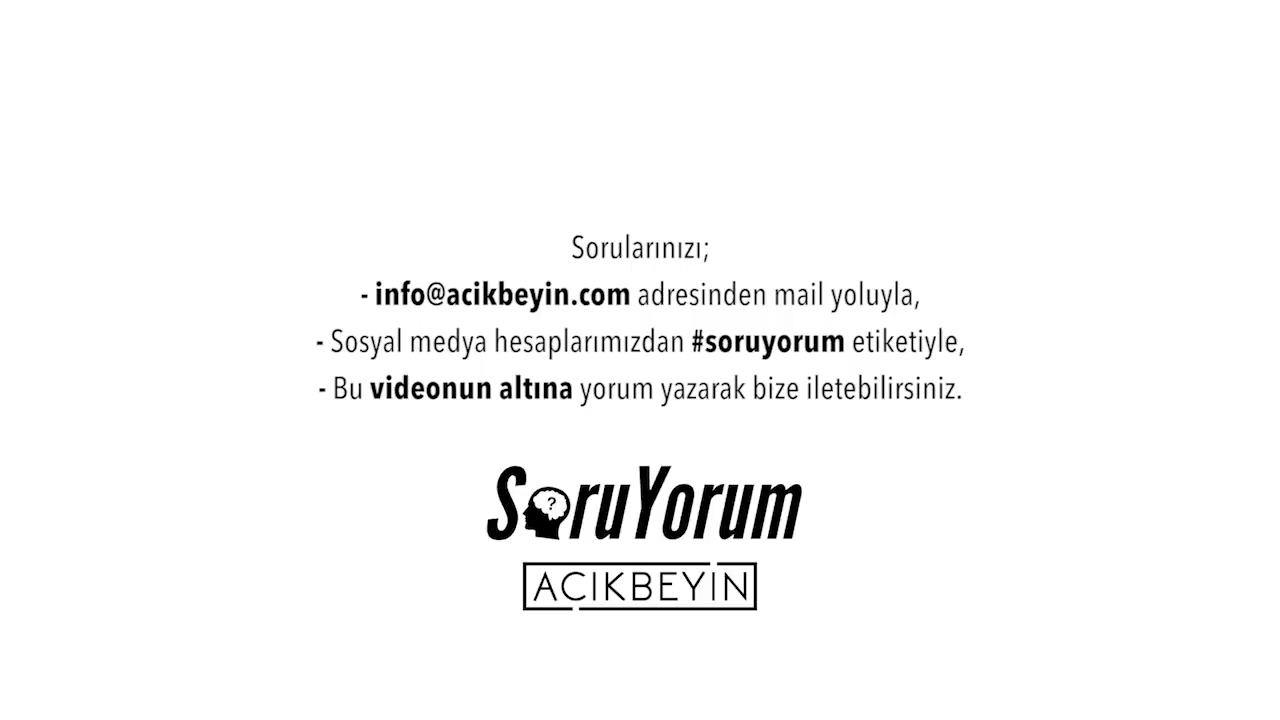 Sorularınızı;
- info@acikbeyin.com adresinden mail yoluyla,
- Sosyal medya hesaplarımızdan #soruyorum etiketiyle,
- Bu videonun altına yorum yazarak bize iletebilirsiniz.
SoruYorum
AÇIKBEYİN